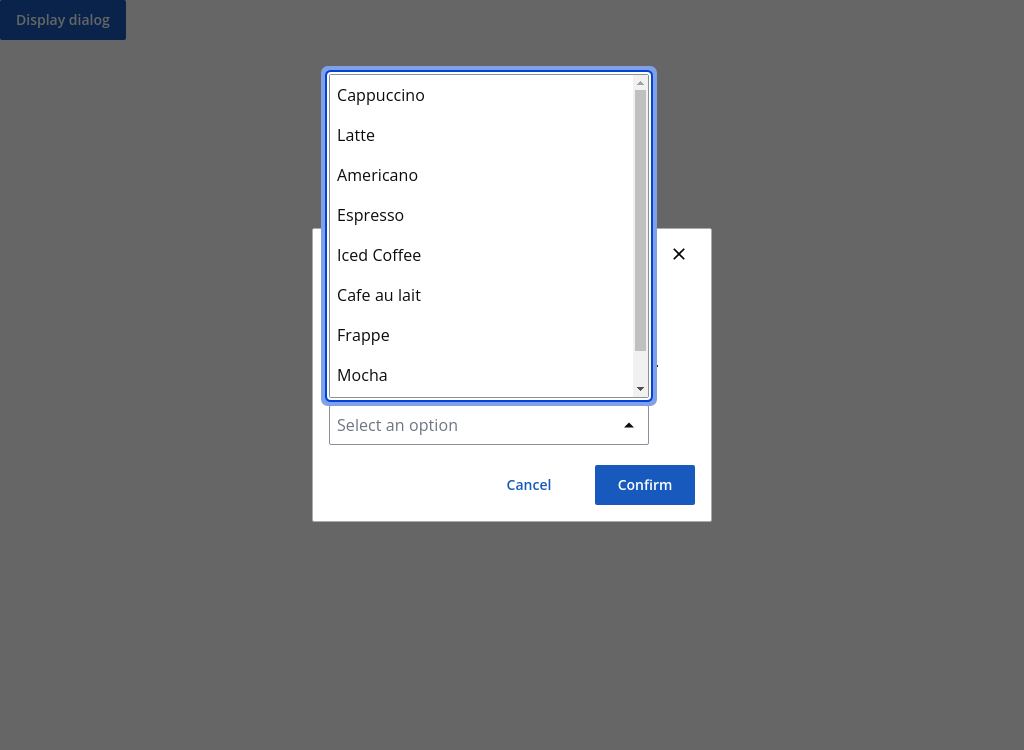 Display dialog
Cappuccino
Latte
Americano
Espresso
Iced Coffee
Cafe au lait
Frappe
Mocha
Select an option
Cancel
Confirm